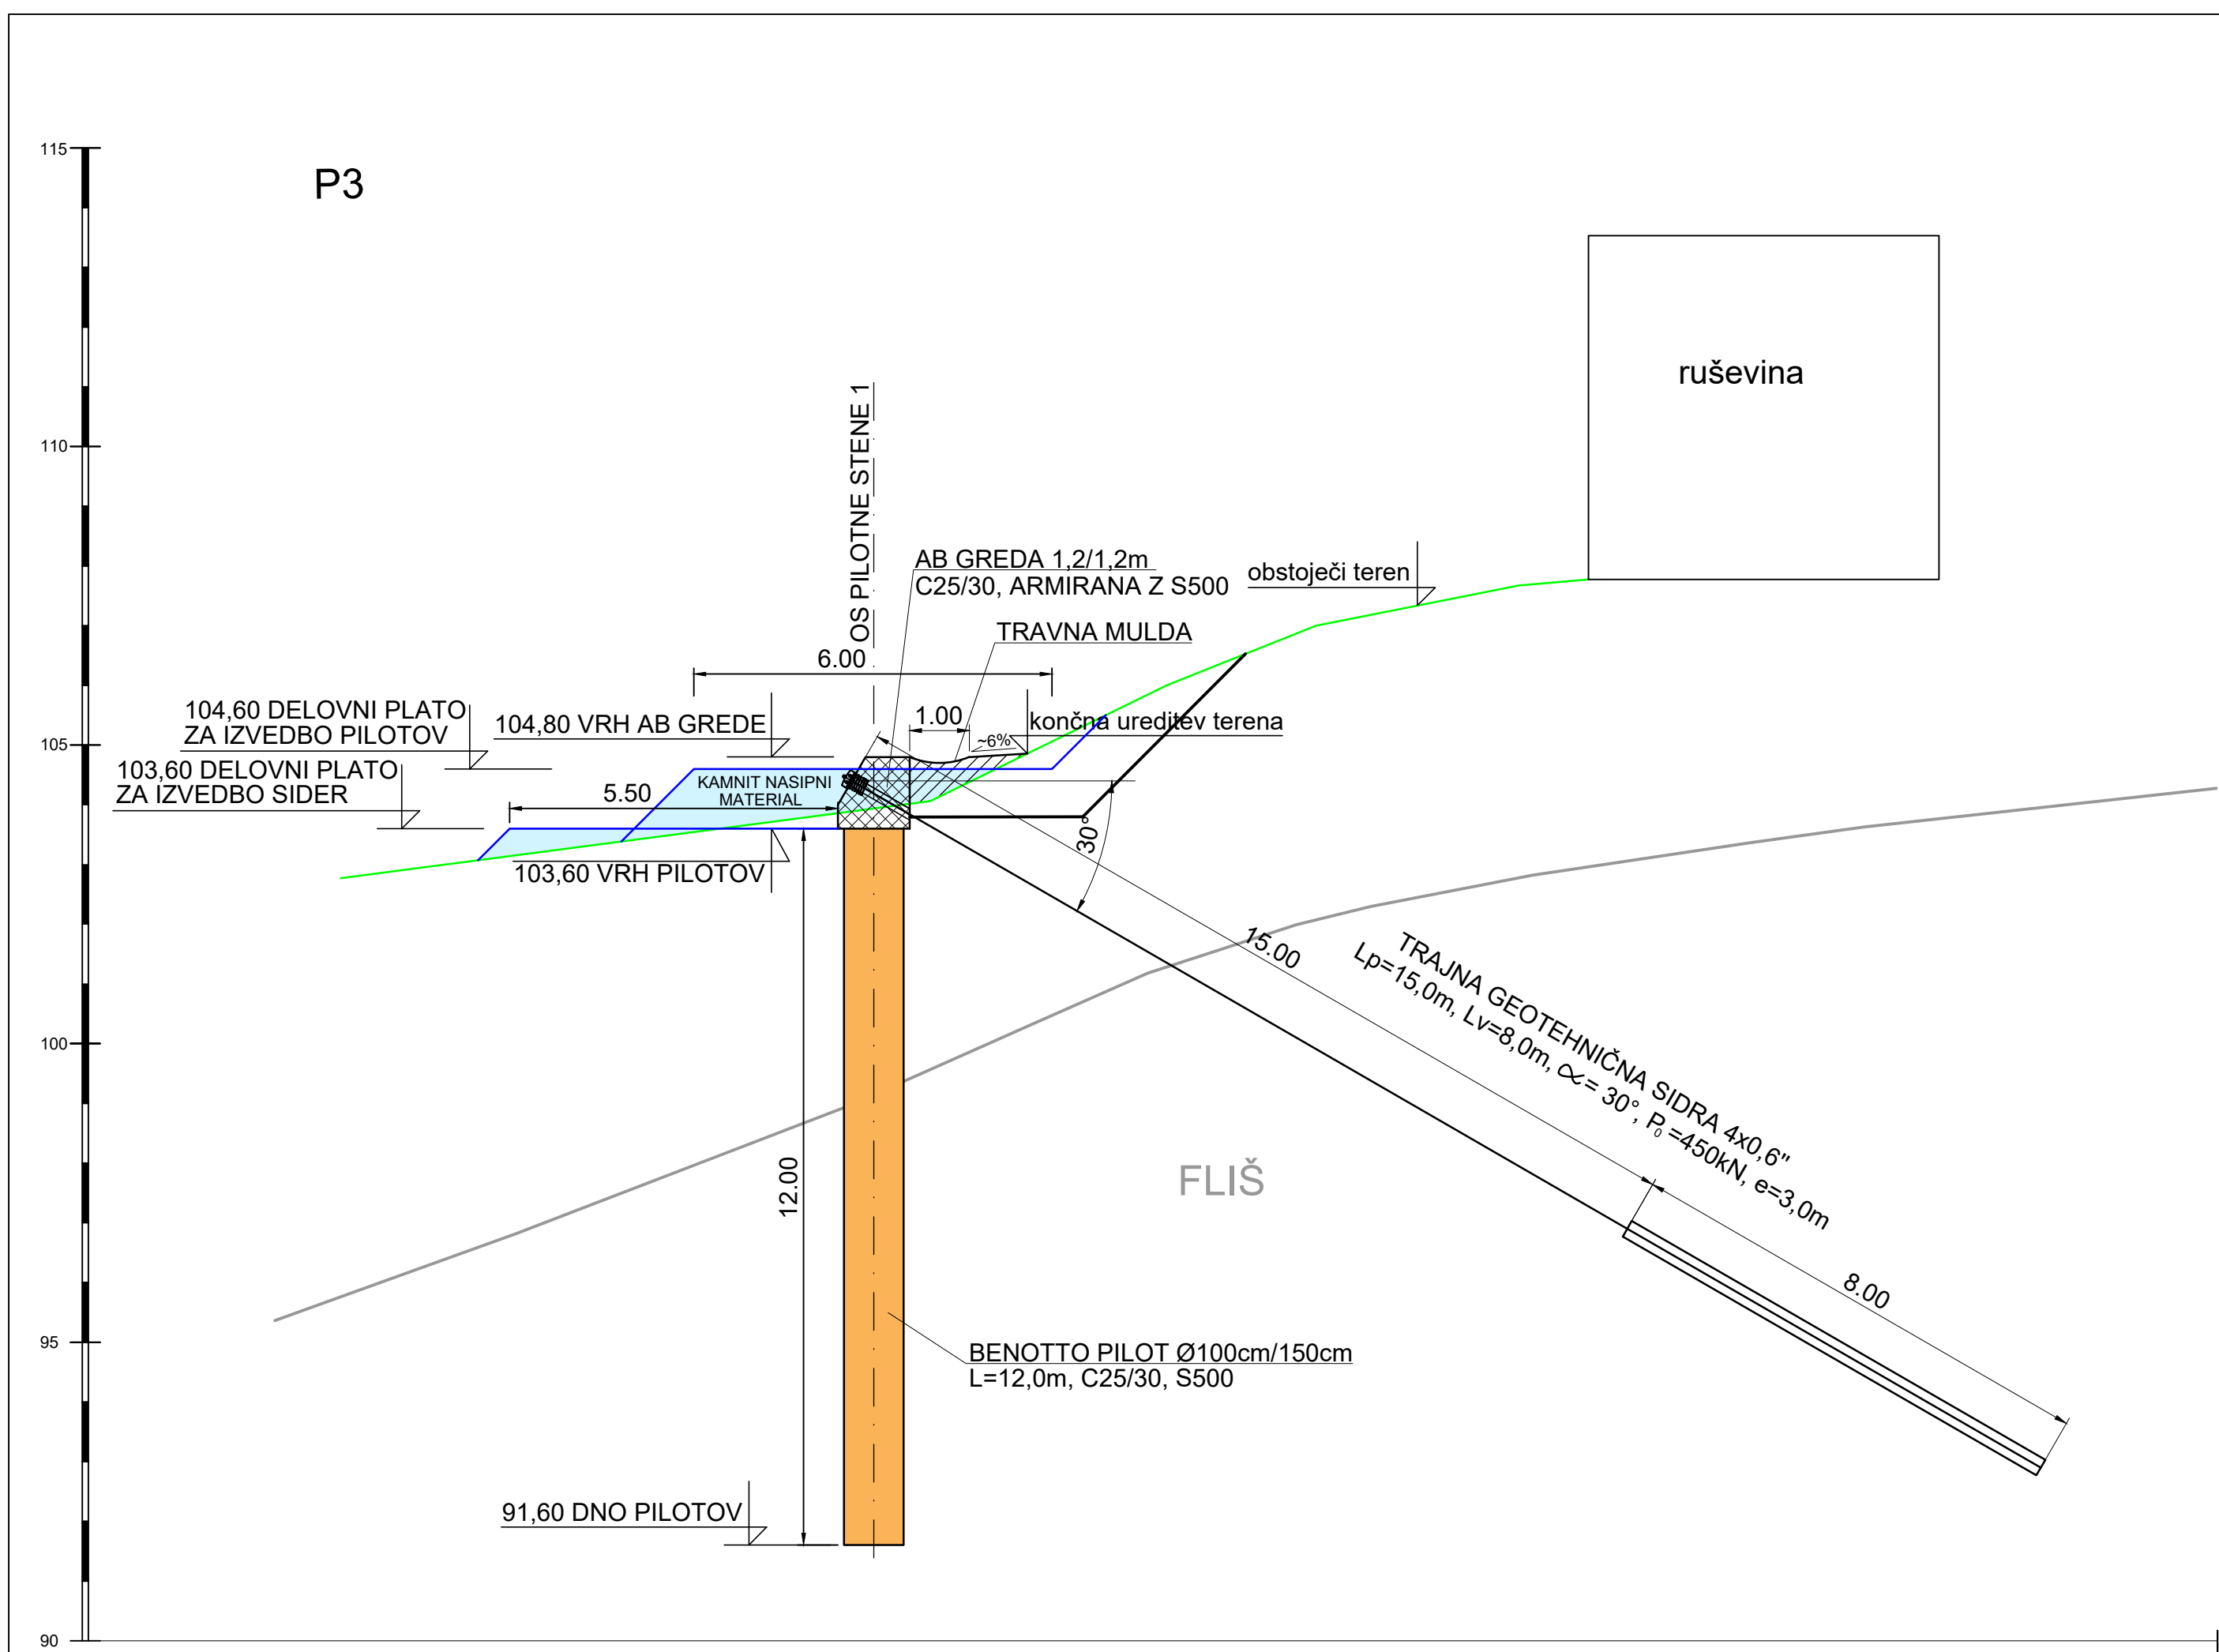 115
P3
ruševina
110
OS PILOTNE STENE 1
AB GREDA 1,2/1,2m
C25/30, ARMIRANA Z S500
obstoječi teren
TRAVNA MULDA
6.00
104,60 DELOVNI PLATO
ZA IZVEDBO PILOTOV
104,80 VRH AB GREDE
1.00
končna ureditev terena
~6%
105
103,60 DELOVNI PLATO
ZA IZVEDBO SIDER
5.50
KAMNIT NASIPNI
MATERIAL
30°
103,60 VRH PILOTOV
15.00
TRAJNA GEOTEHNIČNA SIDRA 4x0,6"
Lp=15,0m, Lv=8,0m, ∝= 30°, P₀=450kN, e=3,0m
100
12.00
FLIŠ
8.00
95
BENOTTO PILOT Ø100cm/150cm
L=12,0m, C25/30, S500
91,60 DNO PILOTOV
90